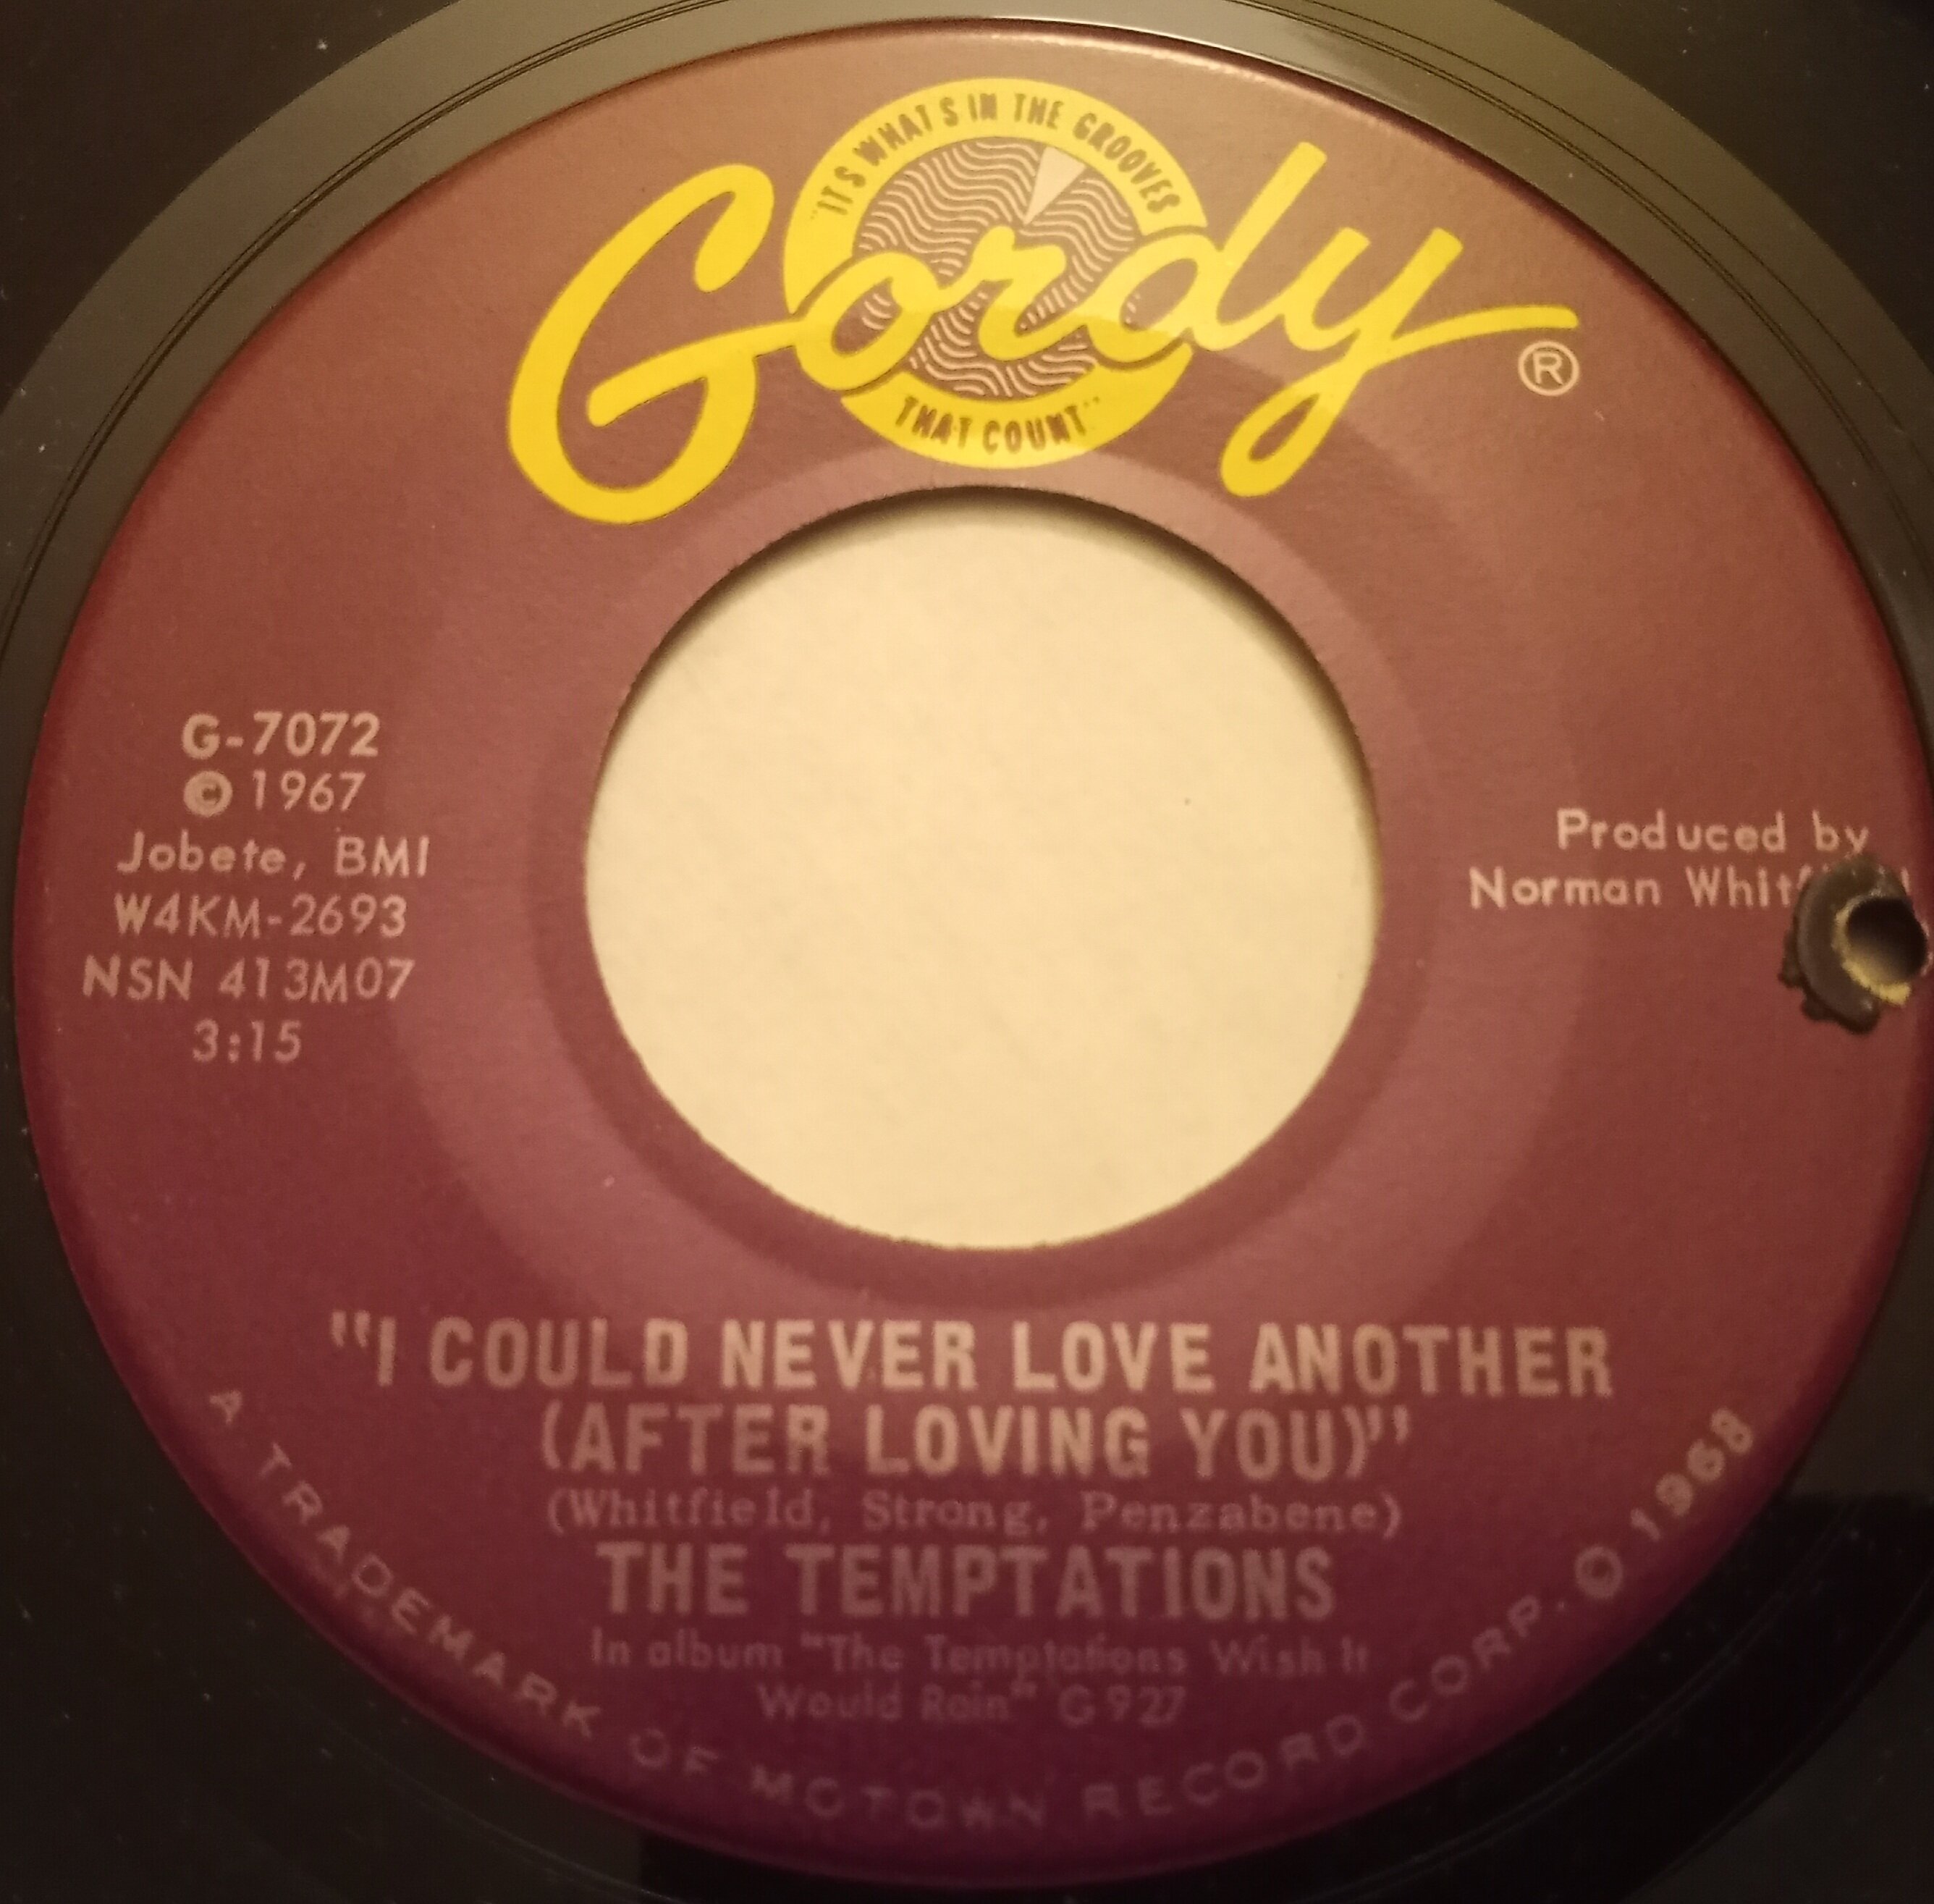 "IT'S WHAT'S IN THE GROOVES
Gordy
®
THAT COUNT"
G-7072
© 1967
Jobete, BMI
W4KM-2693
NSN 413M07
3:15
Produced by
Norman
"I COULD NEVER LOVE ANOTHER
(AFTER LOVING YOU)"
(Whitfield, Strong, Penzabene)
THE TEMPTATIONS
In album "The Temptations Wish It
Would Rain" G 927
A TRADEMARK OF MOTOWN RECORD CORP. © 1968